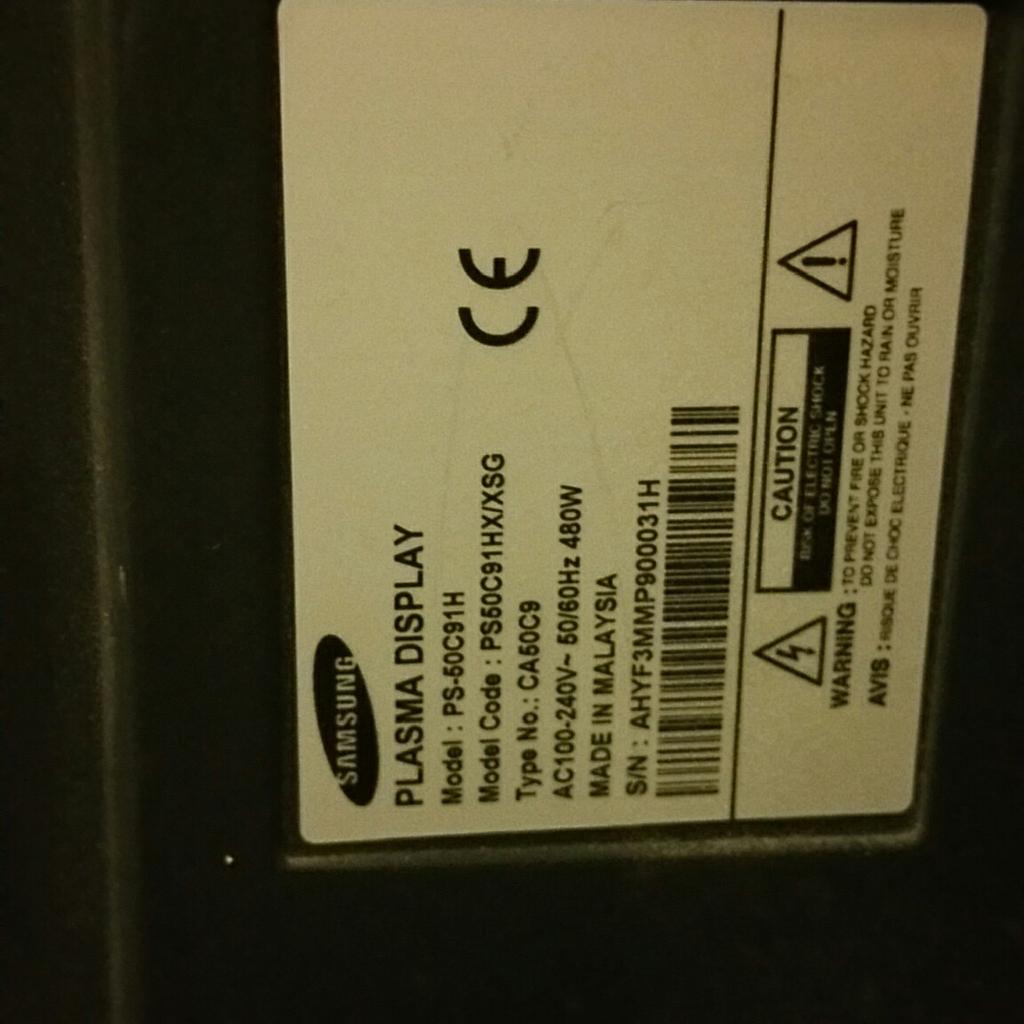 SAMSUNG
PLASMA DISPLAY
Model : PS-50C91H
Model Code : PS50C91HX/XSG
Type No.: CA50C9
AC100-240V~ 50/60Hz 480W
MADE IN MALAYSIA
S/N : AHYF3MMP900031H
CE
CAUTION
RISK OF ELECTRIC SHOCK
DO NOT OPEN
WARNING : TO PREVENT FIRE OR SHOCK HAZARD
DO NOT EXPOSE THIS UNIT TO RAIN OR MOISTURE
AVIS : RISQUE DE CHOC ELECTRIQUE - NE PAS OUVRIR